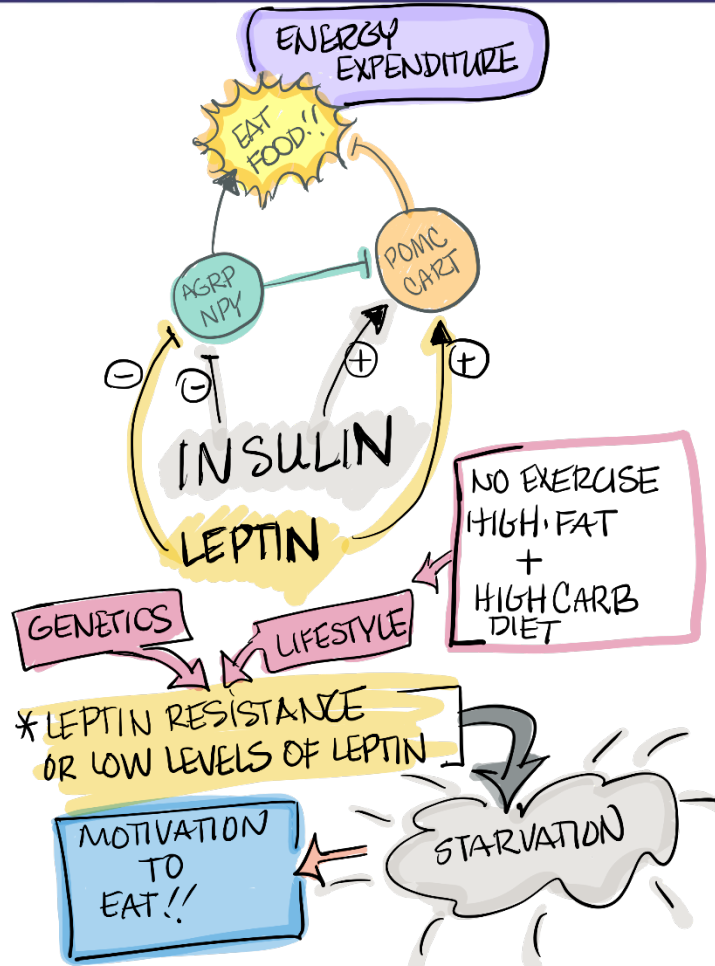 ENERGY
EXPENDITURE
EAT
FOOD!!
AGRP
NPY
POMC
CART
−
−
+
+
INSULIN
LEPTIN
NO EXERCISE
HIGH·FAT
+
HIGH CARB
DIET
GENETICS
LIFESTYLE
* LEPTIN RESISTANCE
OR LOW LEVELS OF LEPTIN
STARVATION
MOTIVATION
TO
EAT!!